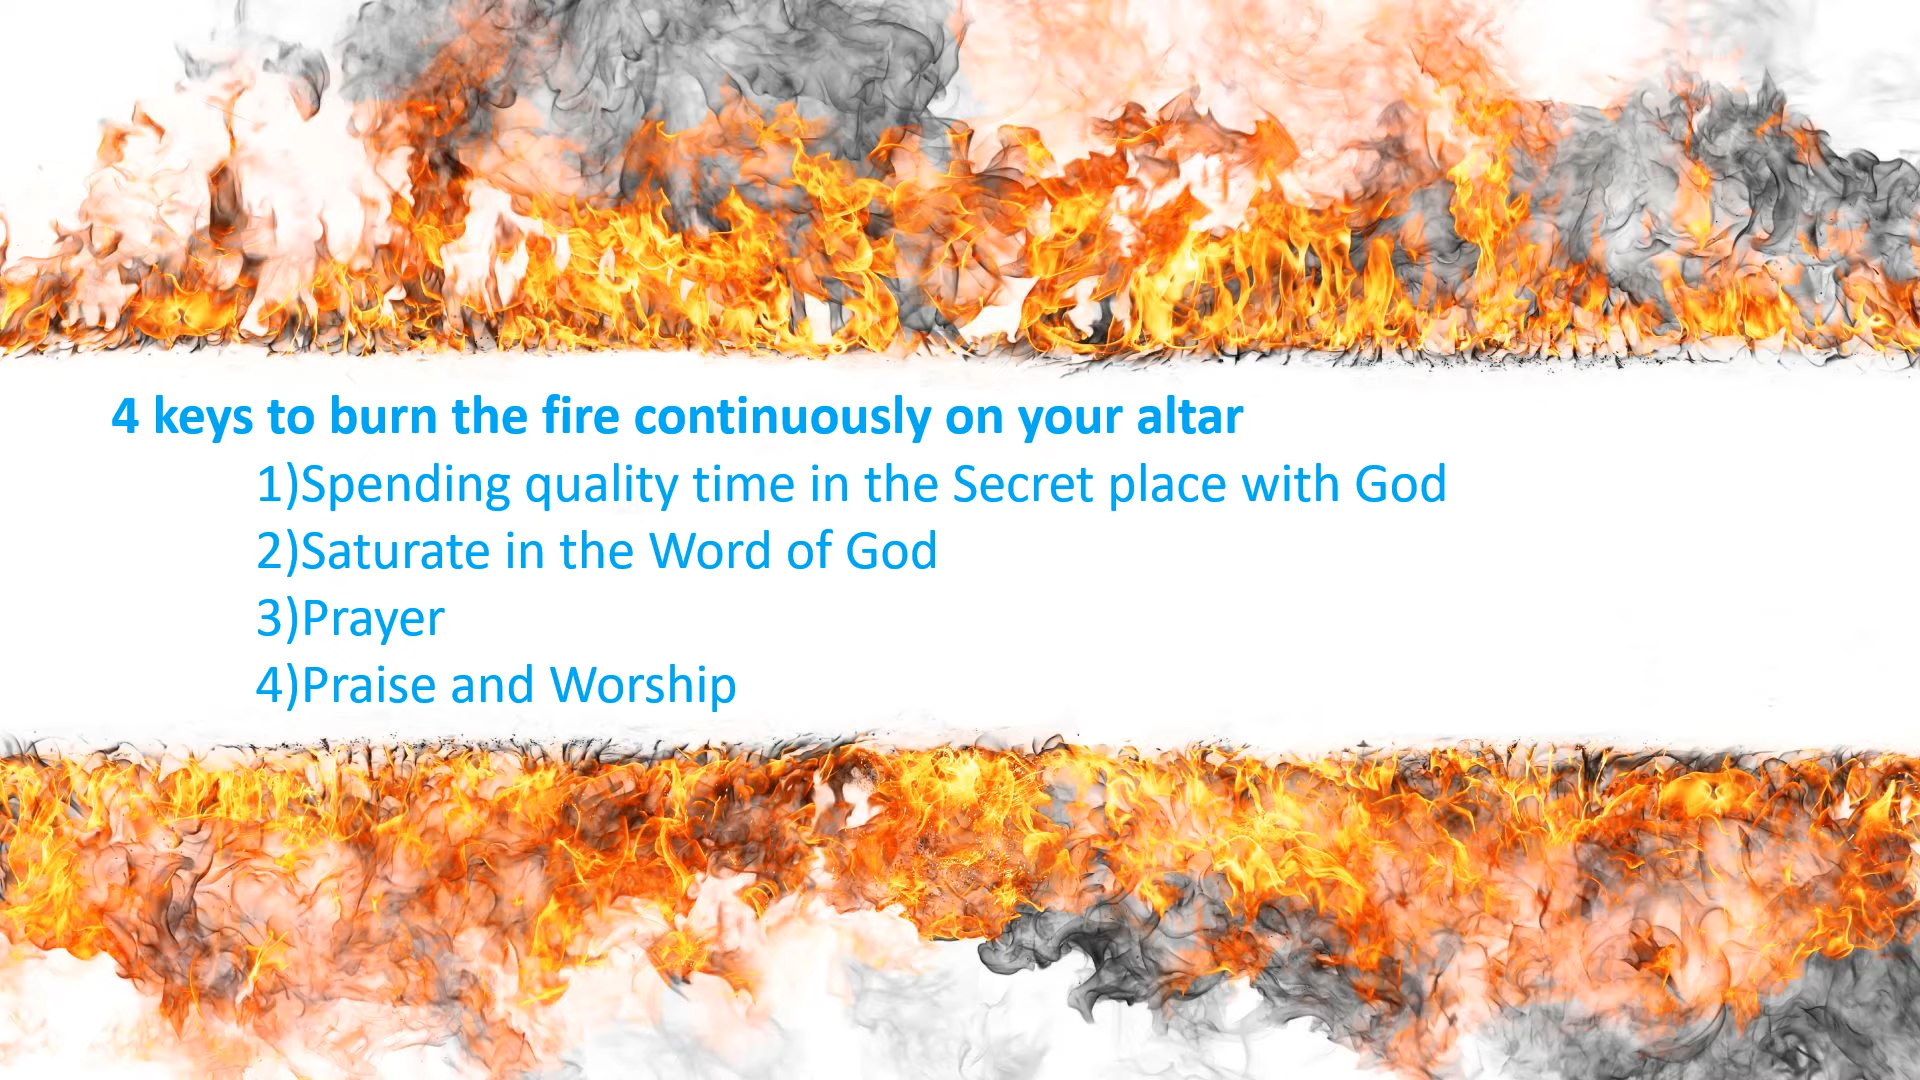 4 keys to burn the fire continuously on your altar
1)Spending quality time in the Secret place with God
2)Saturate in the Word of God
3)Prayer
4)Praise and Worship